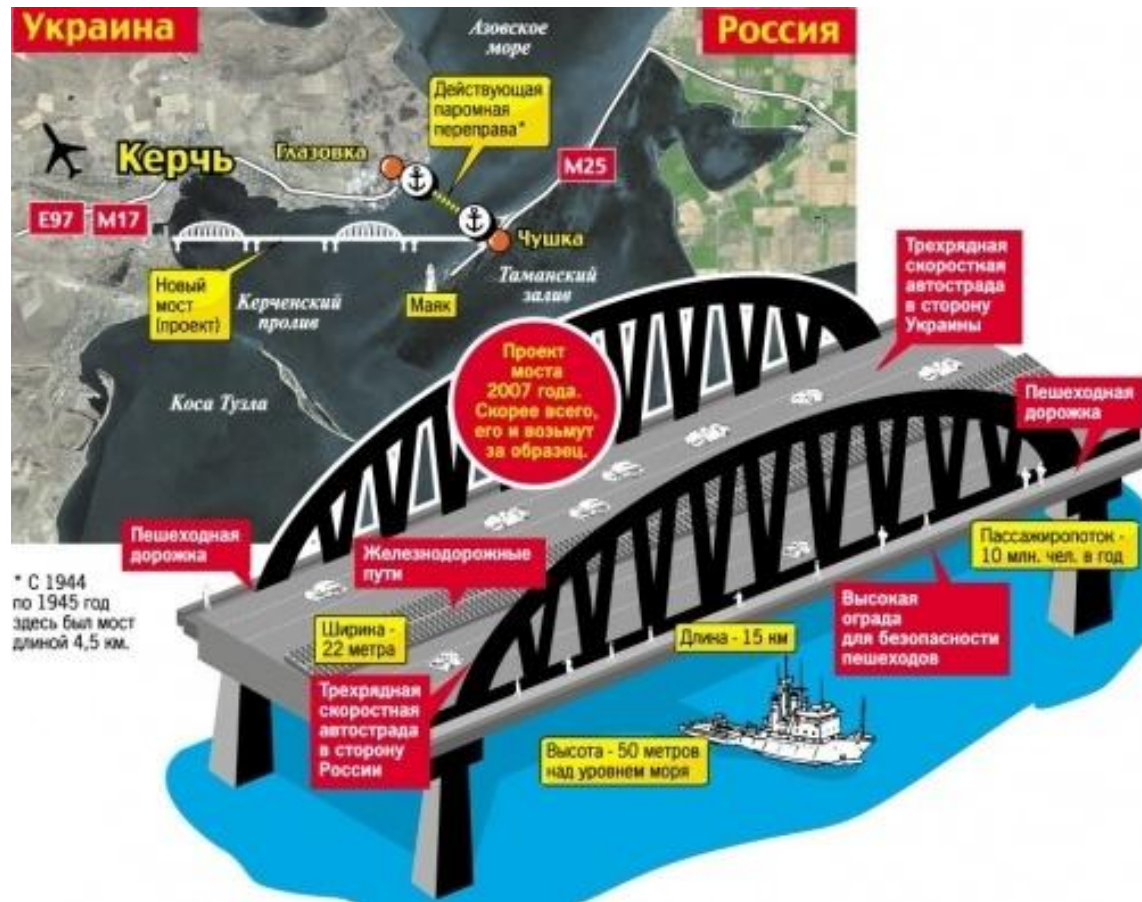 Украина
Россия
Азовское
море
Действующая
паромная
переправа*
Керчь
Глазовка
М25
Е97
М17
Чушка
Новый
мост
(проект)
Керченский
пролив
Маяк
Таманский
залив
Коса Тузла
Проект
моста
2007 года.
Скорее всего,
его и возьмут
за образец.
Трехрядная
скоростная
автострада
в сторону
Украины
Пешеходная
дорожка
Пешеходная
дорожка
Железнодорожные
пути
Пассажиропоток -
10 млн. чел. в год
* С 1944
по 1945 год
здесь был мост
длиной 4,5 км.
Ширина -
22 метра
Длина - 15 км
Высокая
ограда
для безопасности
пешеходов
Трехрядная
скоростная
автострада
в сторону
России
Высота - 50 метров
над уровнем моря